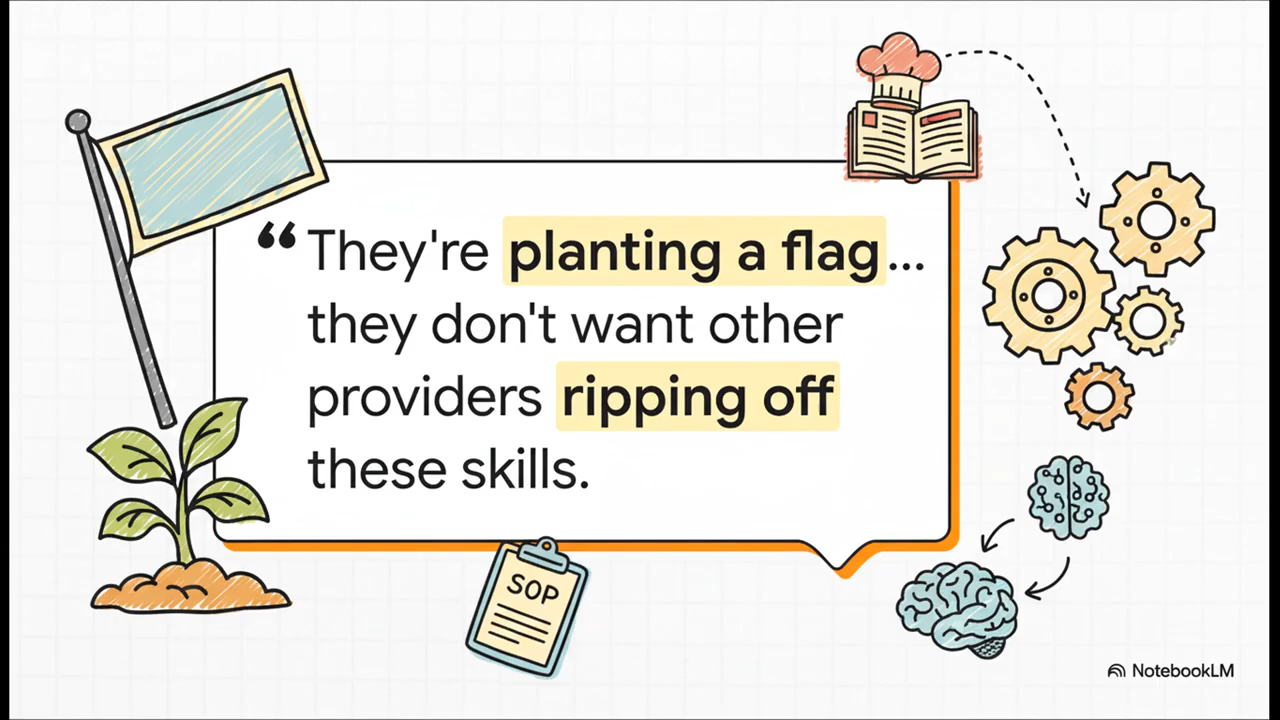 “They're planting a flag...
they don't want other
providers ripping off
these skills.
SOP
NotebookLM